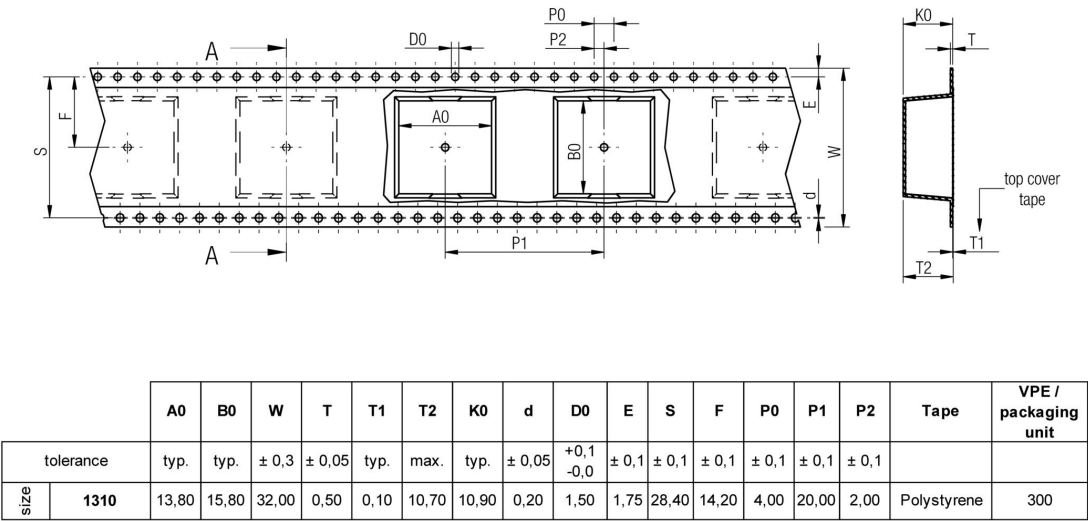 P0
K0
A
D0
P2
T
F
S
A0
B0
E
W
d
top cover
tape
A
P1
T1
T2
A0 B0 W T T1 T2 K0 d D0 E S F P0 P1 P2 Tape VPE / packaging unit
tolerance typ. typ. ± 0,3 ± 0,05 typ. max. typ. ± 0,05 +0,1 -0,0 ± 0,1 ± 0,1 ± 0,1 ± 0,1 ± 0,1 ± 0,1
size 1310 13,80 15,80 32,00 0,50 0,10 10,70 10,90 0,20 1,50 1,75 28,40 14,20 4,00 20,00 2,00 Polystyrene 300